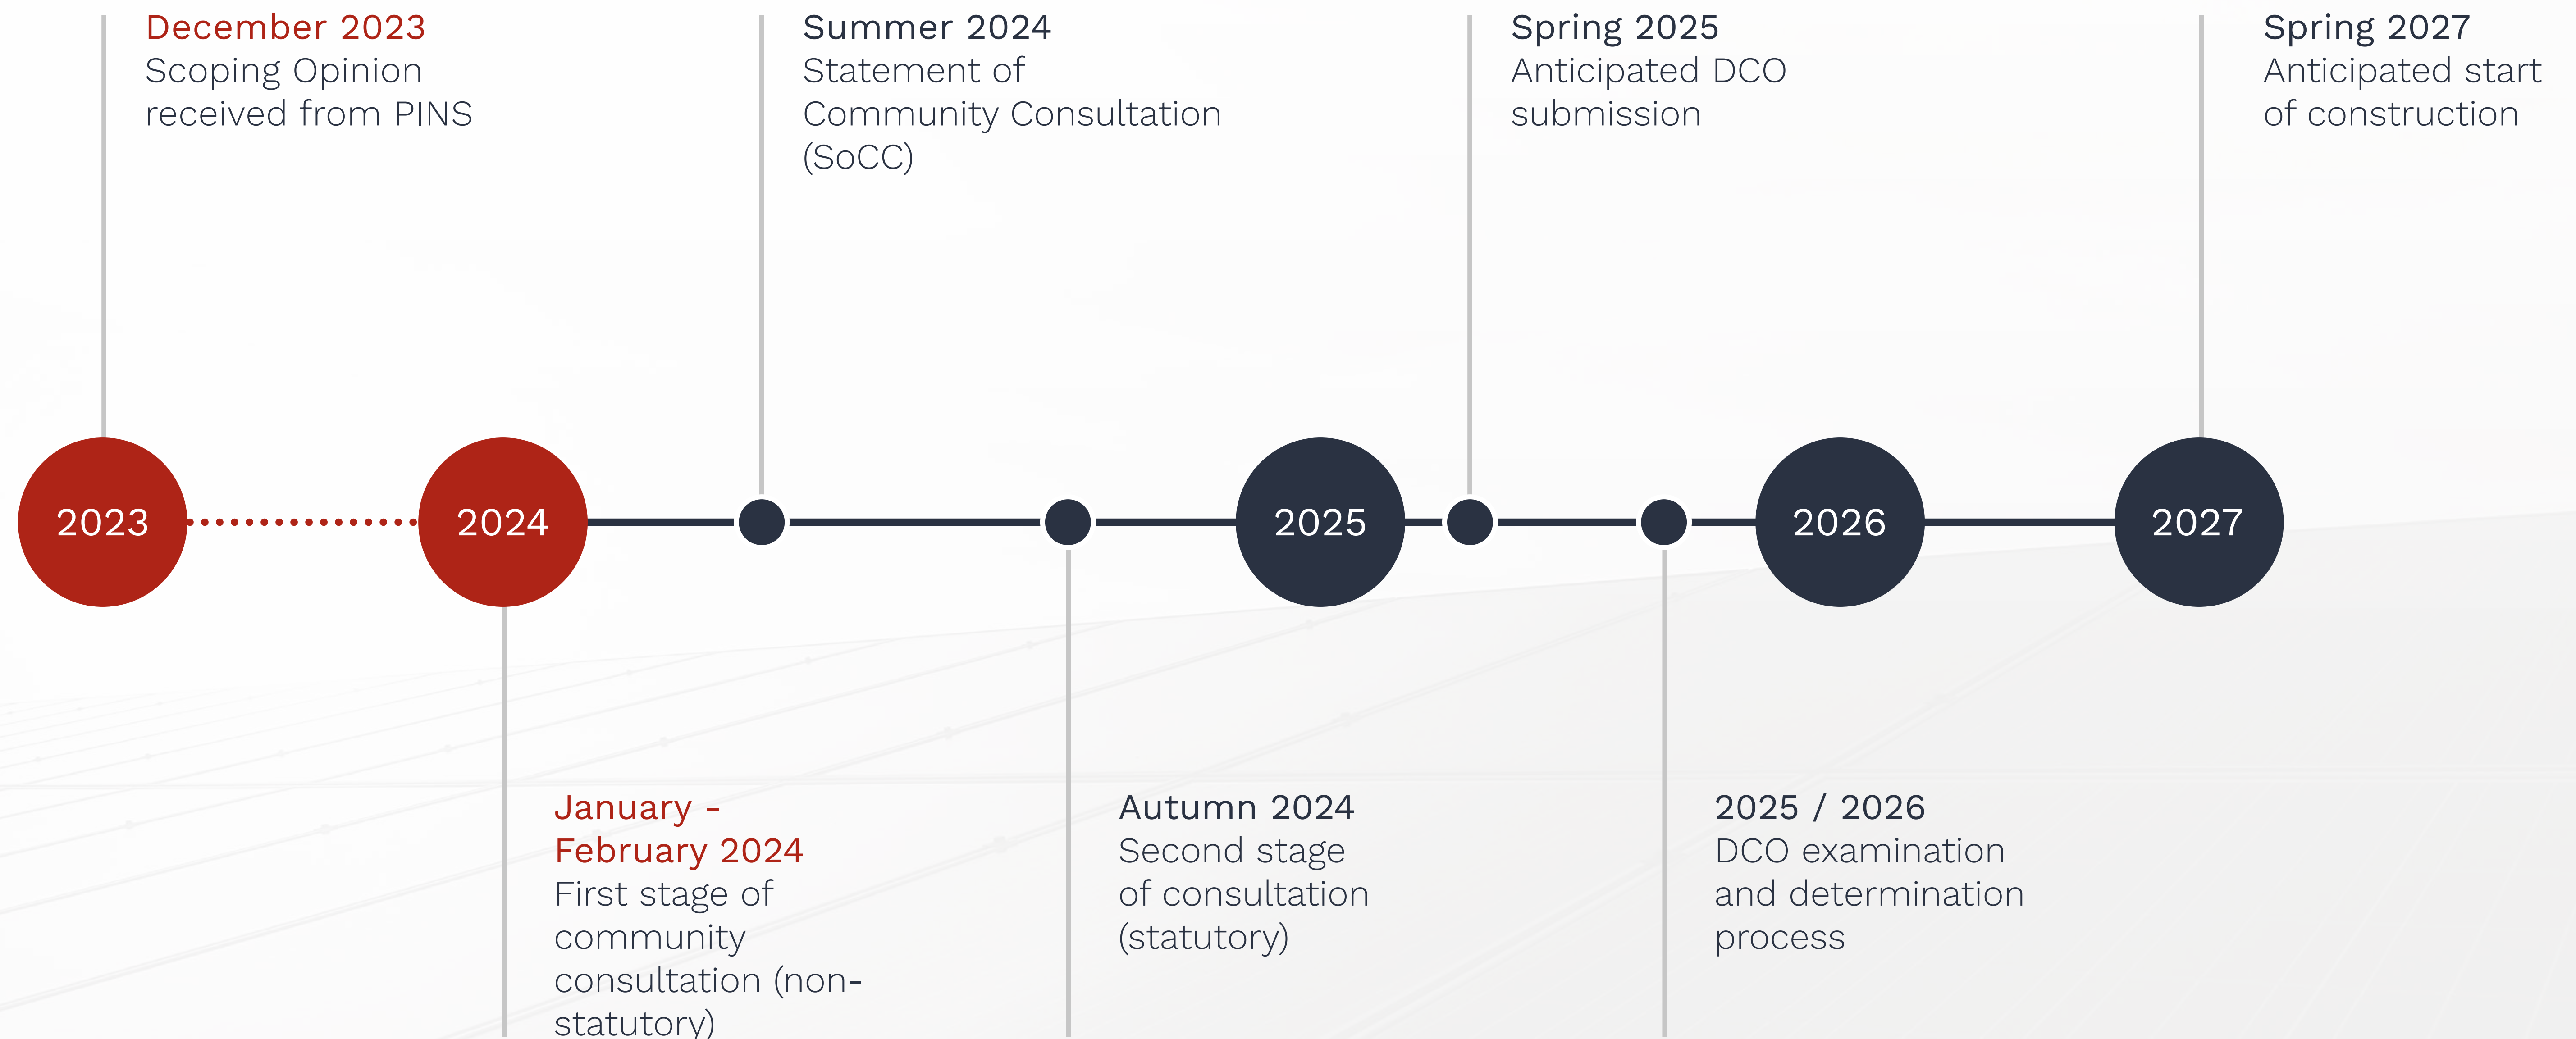 December 2023
Scoping Opinion
received from PINS
Summer 2024
Statement of
Community Consultation
(SoCC)
Spring 2025
Anticipated DCO
submission
Spring 2027
Anticipated start
of construction
2023
2024
2025
2026
2027
January -
February 2024
First stage of
community
consultation (non-
statutory)
Autumn 2024
Second stage
of consultation
(statutory)
2025 / 2026
DCO examination
and determination
process